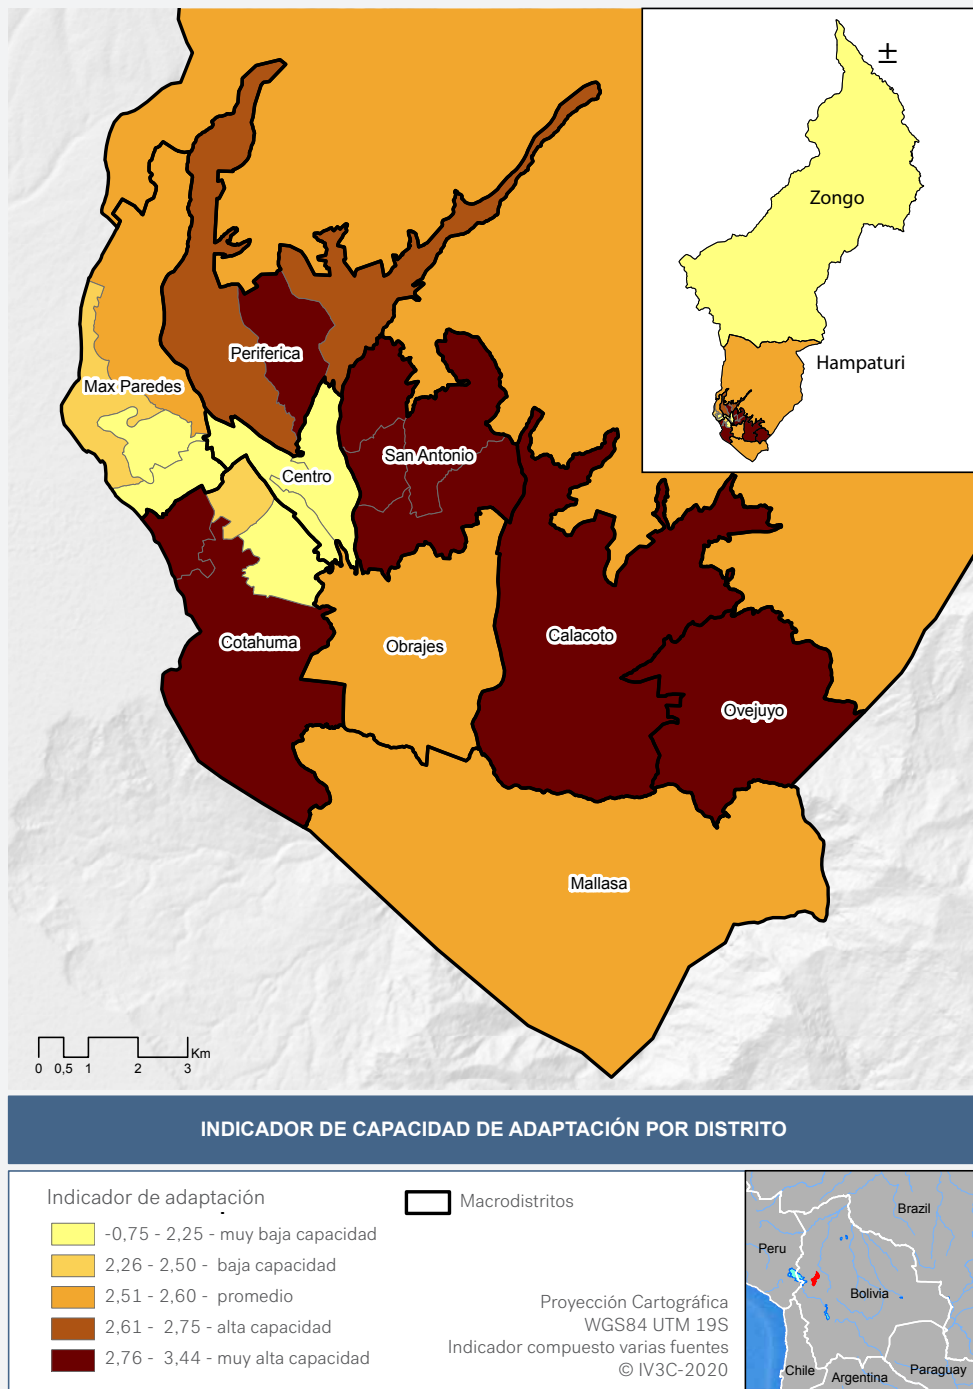 ±
Zongo
Hampaturi
Periferica
Max Paredes
San Antonio
Centro
Cotahuma
Obrajes
Calacoto
Ovejuyo
Mallasa
Km
0 0,5 1 2 3
INDICADOR DE CAPACIDAD DE ADAPTACIÓN POR DISTRITO
Indicador de adaptación
-0,75 - 2,25 - muy baja capacidad
2,26 - 2,50 - baja capacidad
2,51 - 2,60 - promedio
2,61 - 2,75 - alta capacidad
2,76 - 3,44 - muy alta capacidad
Macrodistritos
Proyección Cartográfica
WGS84 UTM 19S
Indicador compuesto varias fuentes
© IV3C-2020
Brazil
Peru
Bolivia
Chile
Argentina
Paraguay